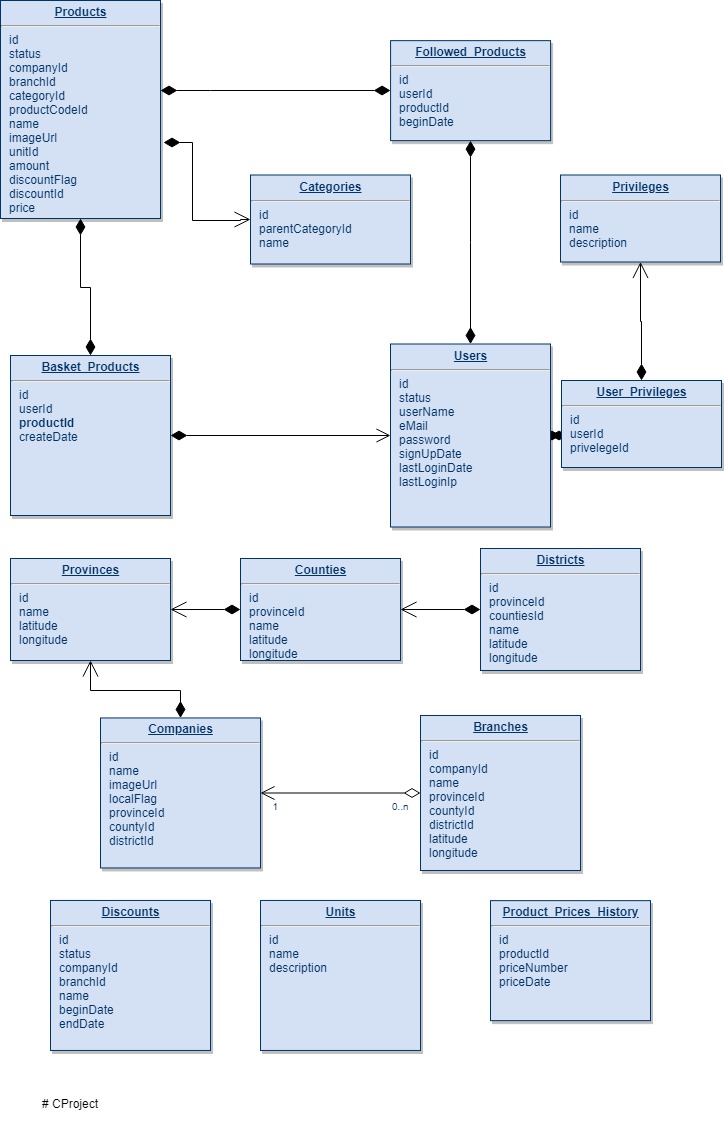 Products
id
status
companyId
branchId
categoryId
productCodeId
name
imageUrl
unitId
amount
discountFlag
discountId
price
Followed_Products
id
userId
productId
beginDate
Categories
id
parentCategoryId
name
Privileges
id
name
description
Basket_Products
id
userId
productId
createDate
Users
id
status
userName
eMail
password
signUpDate
lastLoginDate
lastLoginIp
User_Privileges
id
userId
privelegeId
Provinces
id
name
latitude
longitude
Counties
id
provinceId
name
latitude
longitude
Districts
id
provinceId
countiesId
name
latitude
longitude
Companies
id
name
imageUrl
localFlag
provinceId
countyId
districtId
1
0..n
Branches
id
companyId
name
provinceId
countyId
districtId
latitude
longitude
Discounts
id
status
companyId
branchId
name
beginDate
endDate
Units
id
name
description
Product_Prices_History
id
productId
priceNumber
priceDate
# CProject